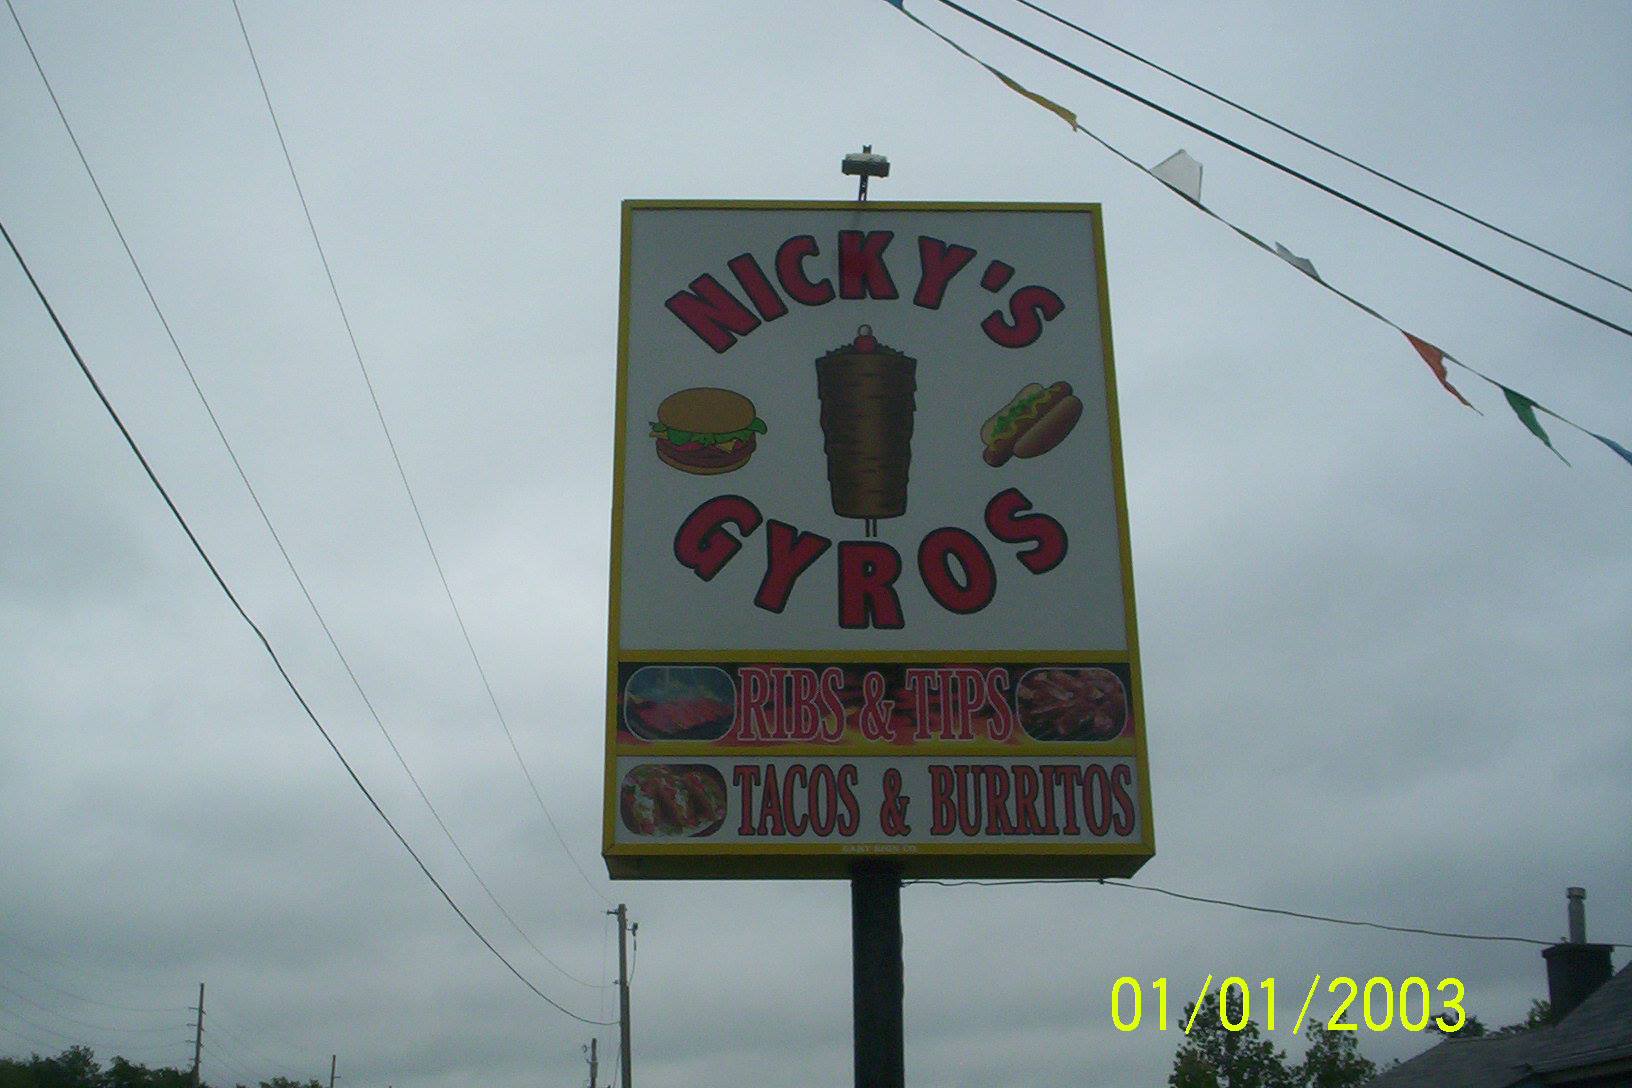 NICKY'S
GYROS
RIBS & TIPS
TACOS & BURRITOS
01/01/2003